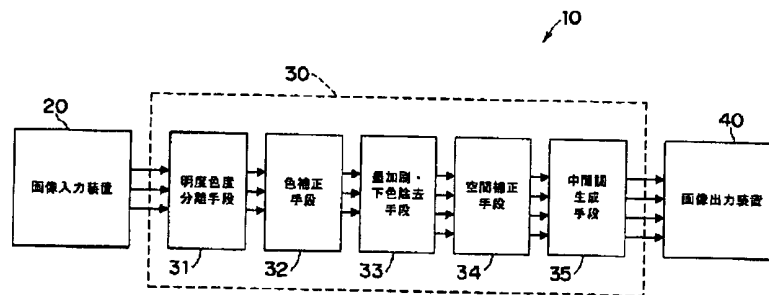 10
30
20
画像入力装置
明度色度
分離手段
31
色補正
手段
32
墨加刷・
下色除去
手段
33
空間補正
手段
34
中間調
生成
手段
35
40
画像出力装置